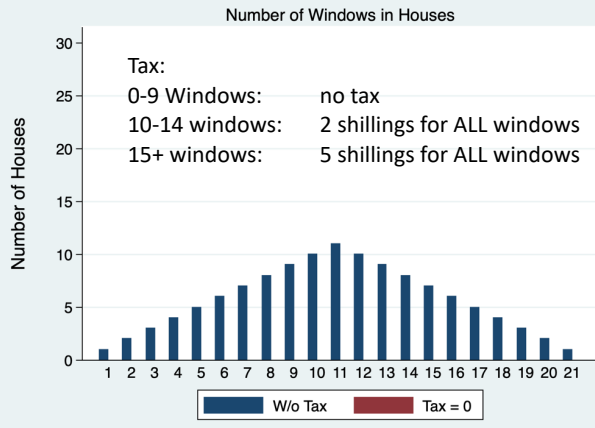 Number of Windows in Houses
Tax:
0-9 Windows: no tax
10-14 windows: 2 shillings for ALL windows
15+ windows: 5 shillings for ALL windows
Number of Houses
30
25
20
15
10
5
0
1 2 3 4 5 6 7 8 9 10 11 12 13 14 15 16 17 18 19 20 21
W/o Tax Tax = 0